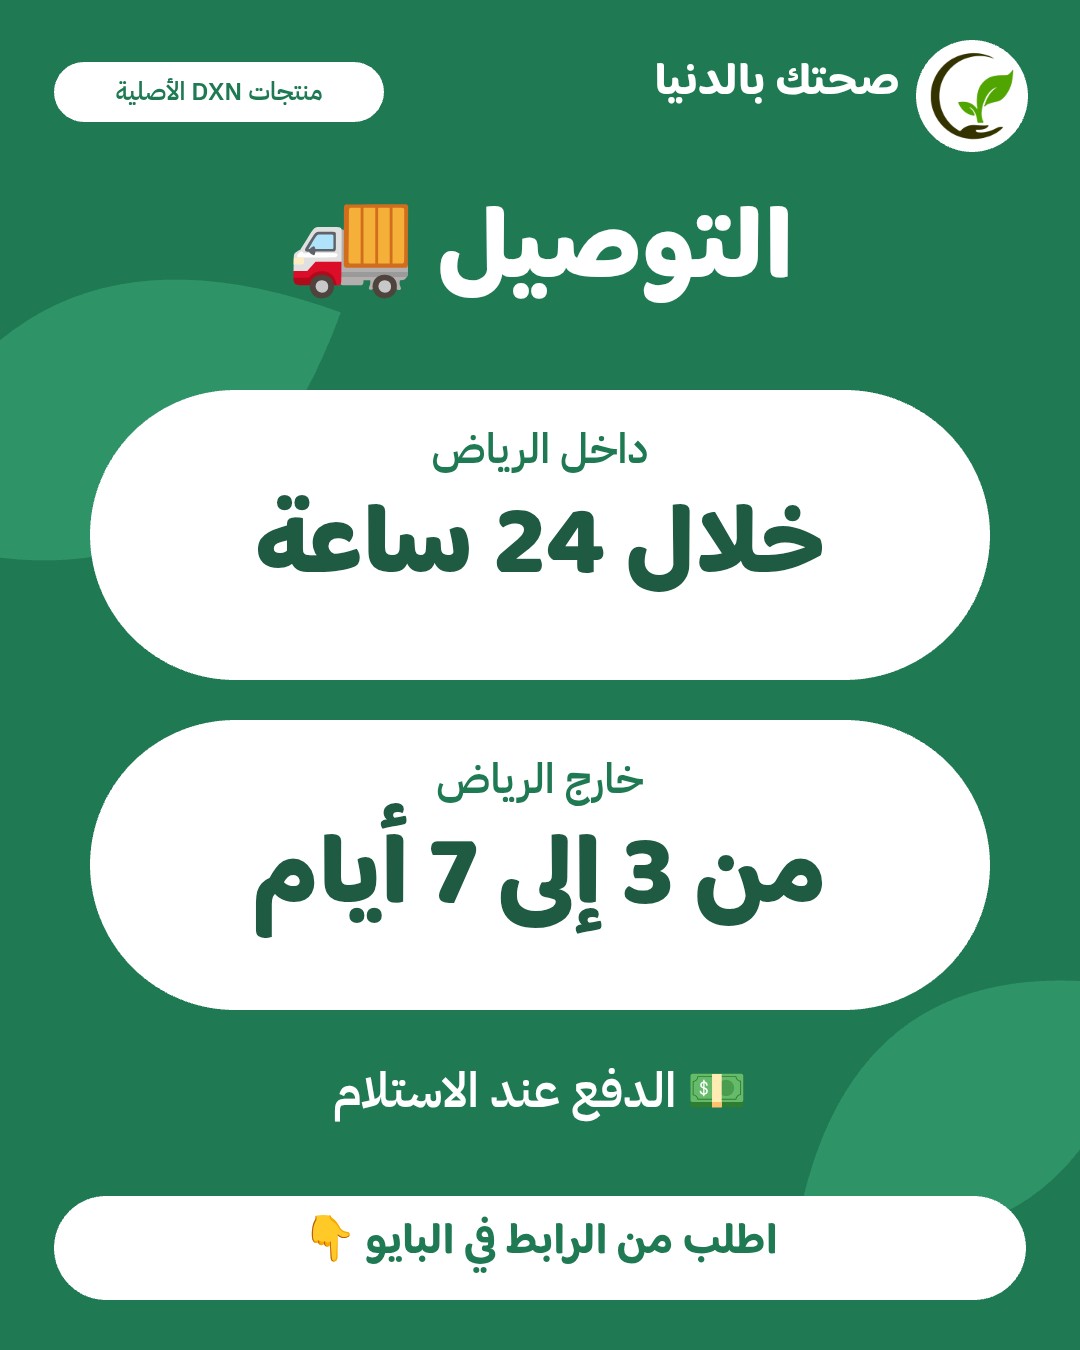 صحتك بالدنيا
منتجات DXN الأصلية
التوصيل 🚚
داخل الرياض
خلال 24 ساعة
خارج الرياض
من 3 إلى 7 أيام
💵 الدفع عند الاستلام
اطلب من الرابط في البايو 👇